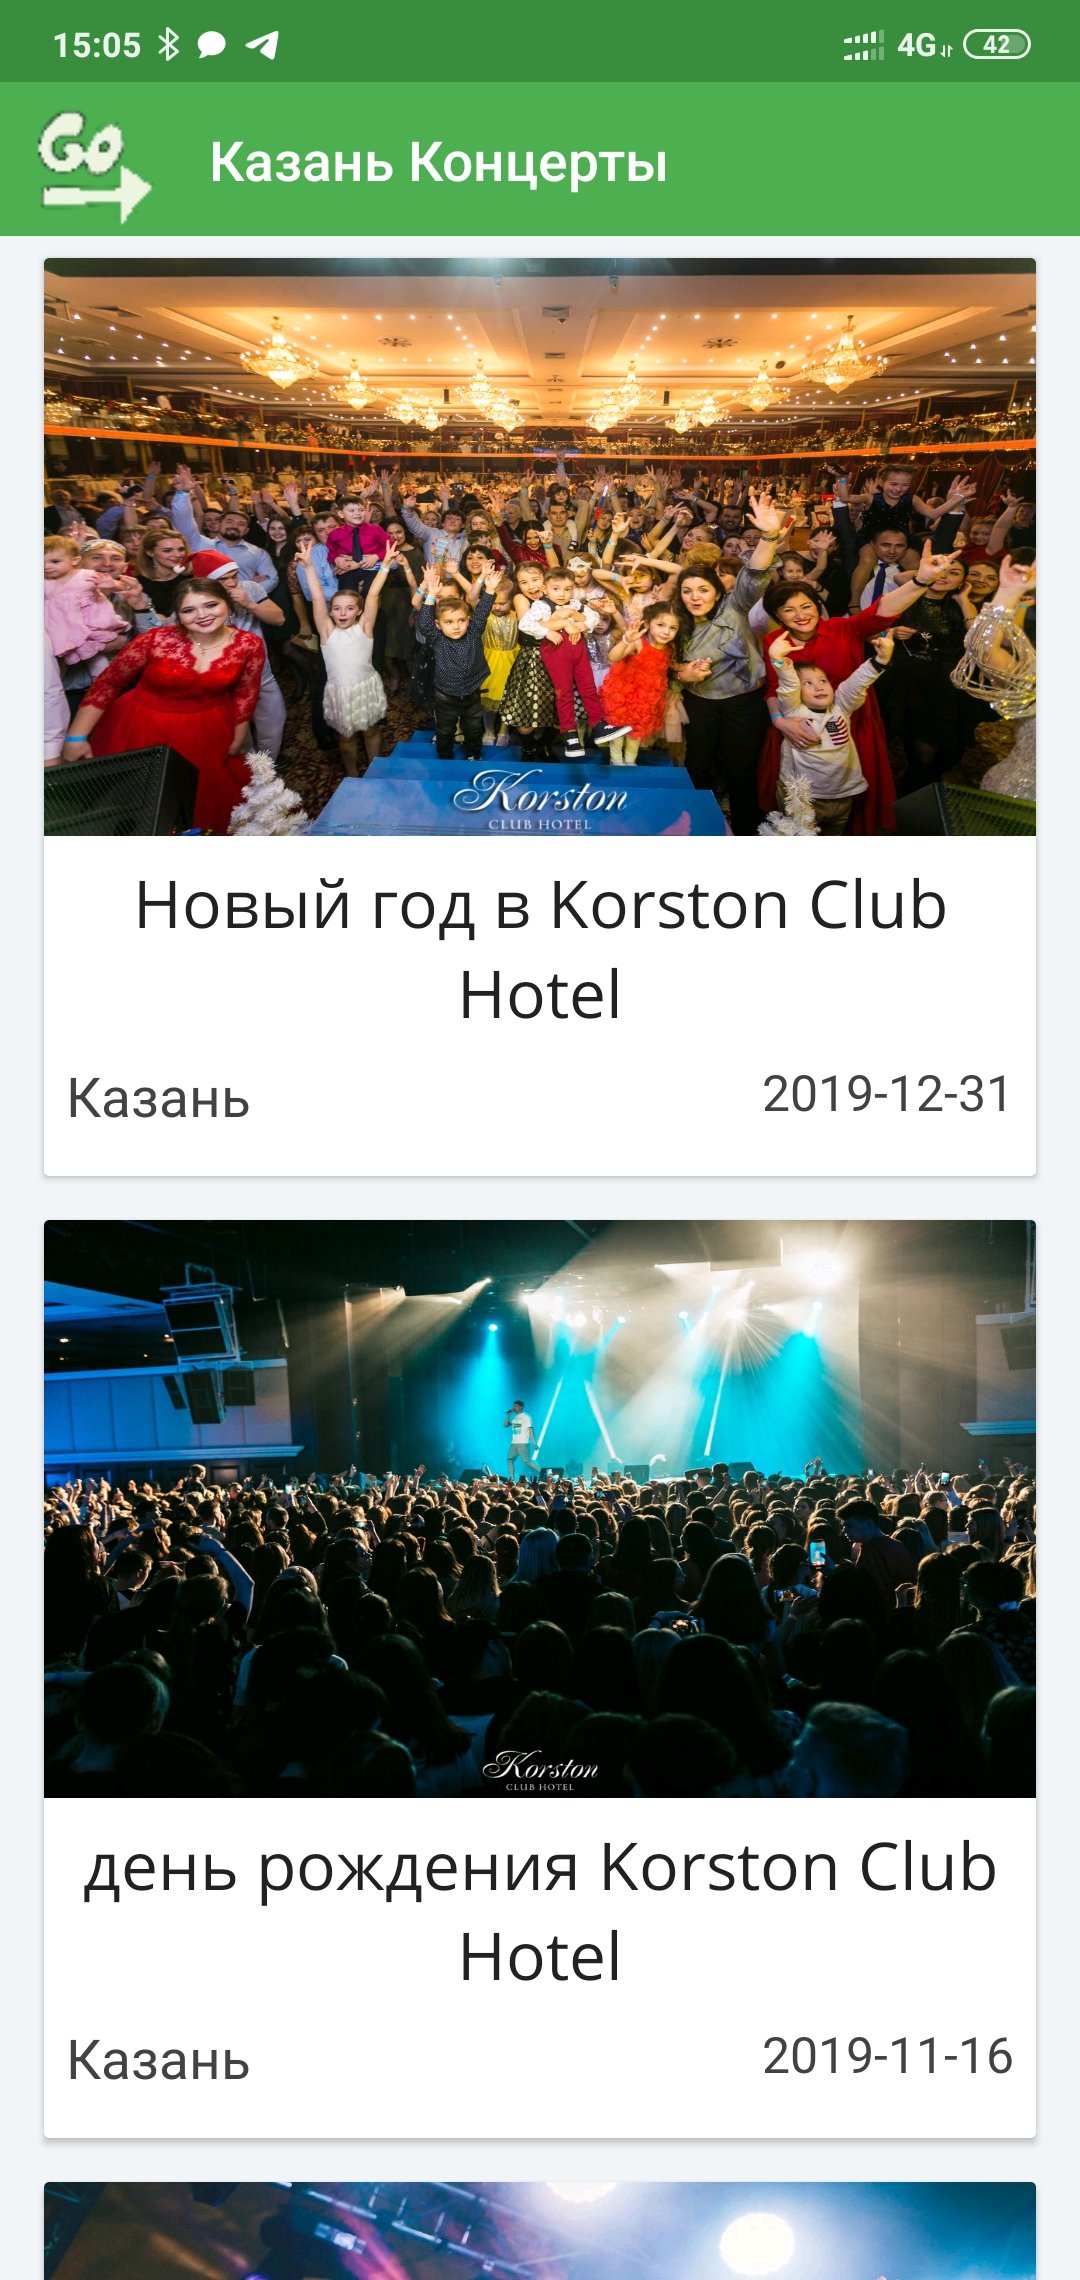 15:05 4G 42
Go
Казань Концерты
Korston
CLUB HOTEL
Новый год в Korston Club
Hotel
Казань 2019-12-31
Korston
CLUB HOTEL
день рождения Korston Club
Hotel
Казань 2019-11-16